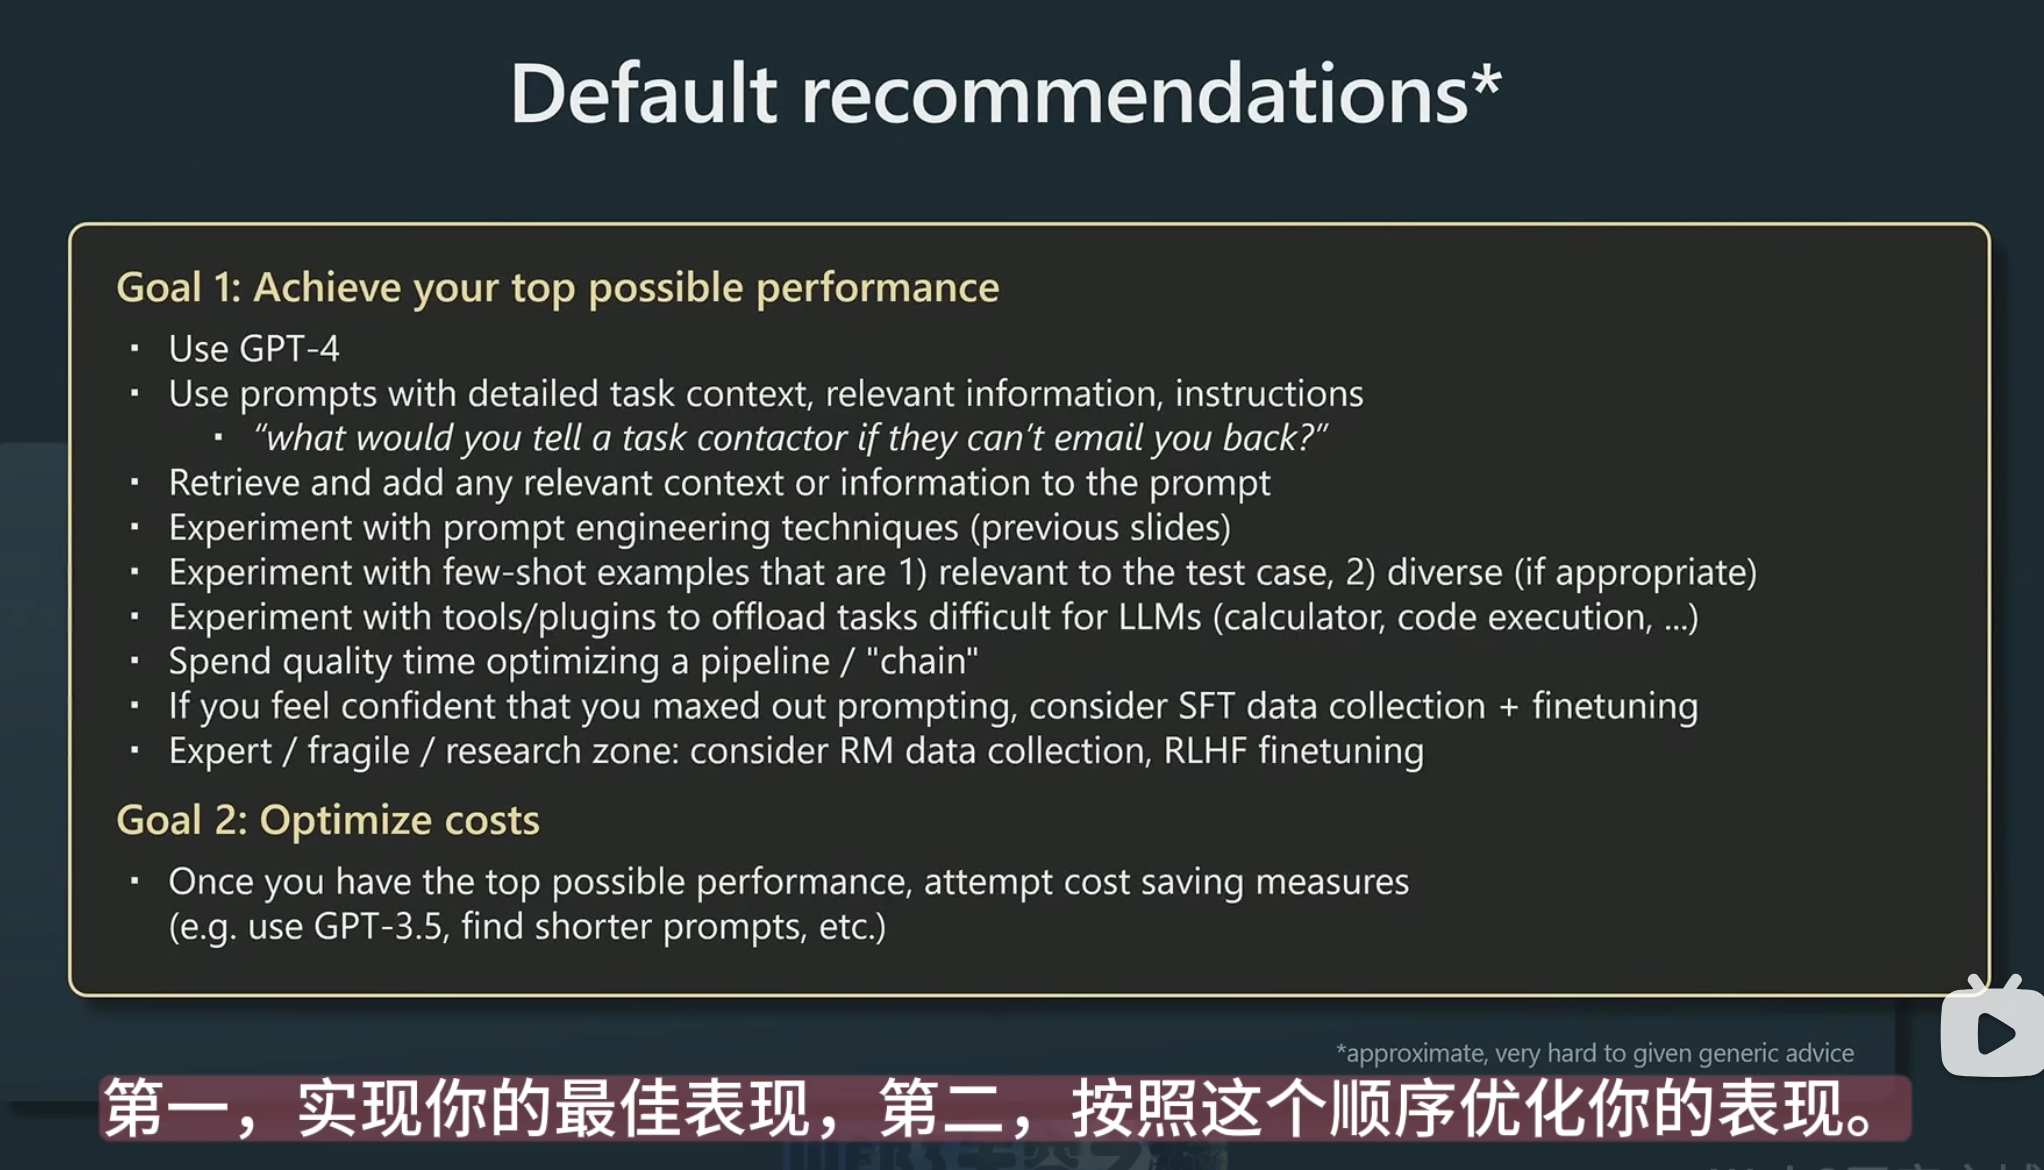 Default recommendations*
Goal 1: Achieve your top possible performance
▪ Use GPT-4
▪ Use prompts with detailed task context, relevant information, instructions
▪ “what would you tell a task contactor if they can’t email you back?”
▪ Retrieve and add any relevant context or information to the prompt
▪ Experiment with prompt engineering techniques (previous slides)
▪ Experiment with few-shot examples that are 1) relevant to the test case, 2) diverse (if appropriate)
▪ Experiment with tools/plugins to offload tasks difficult for LLMs (calculator, code execution, ...)
▪ Spend quality time optimizing a pipeline / "chain"
▪ If you feel confident that you maxed out prompting, consider SFT data collection + finetuning
▪ Expert / fragile / research zone: consider RM data collection, RLHF finetuning
Goal 2: Optimize costs
▪ Once you have the top possible performance, attempt cost saving measures
(e.g. use GPT-3.5, find shorter prompts, etc.)
*approximate, very hard to given generic advice
第一，实现你的最佳表现，第二，按照这个顺序优化你的表现。